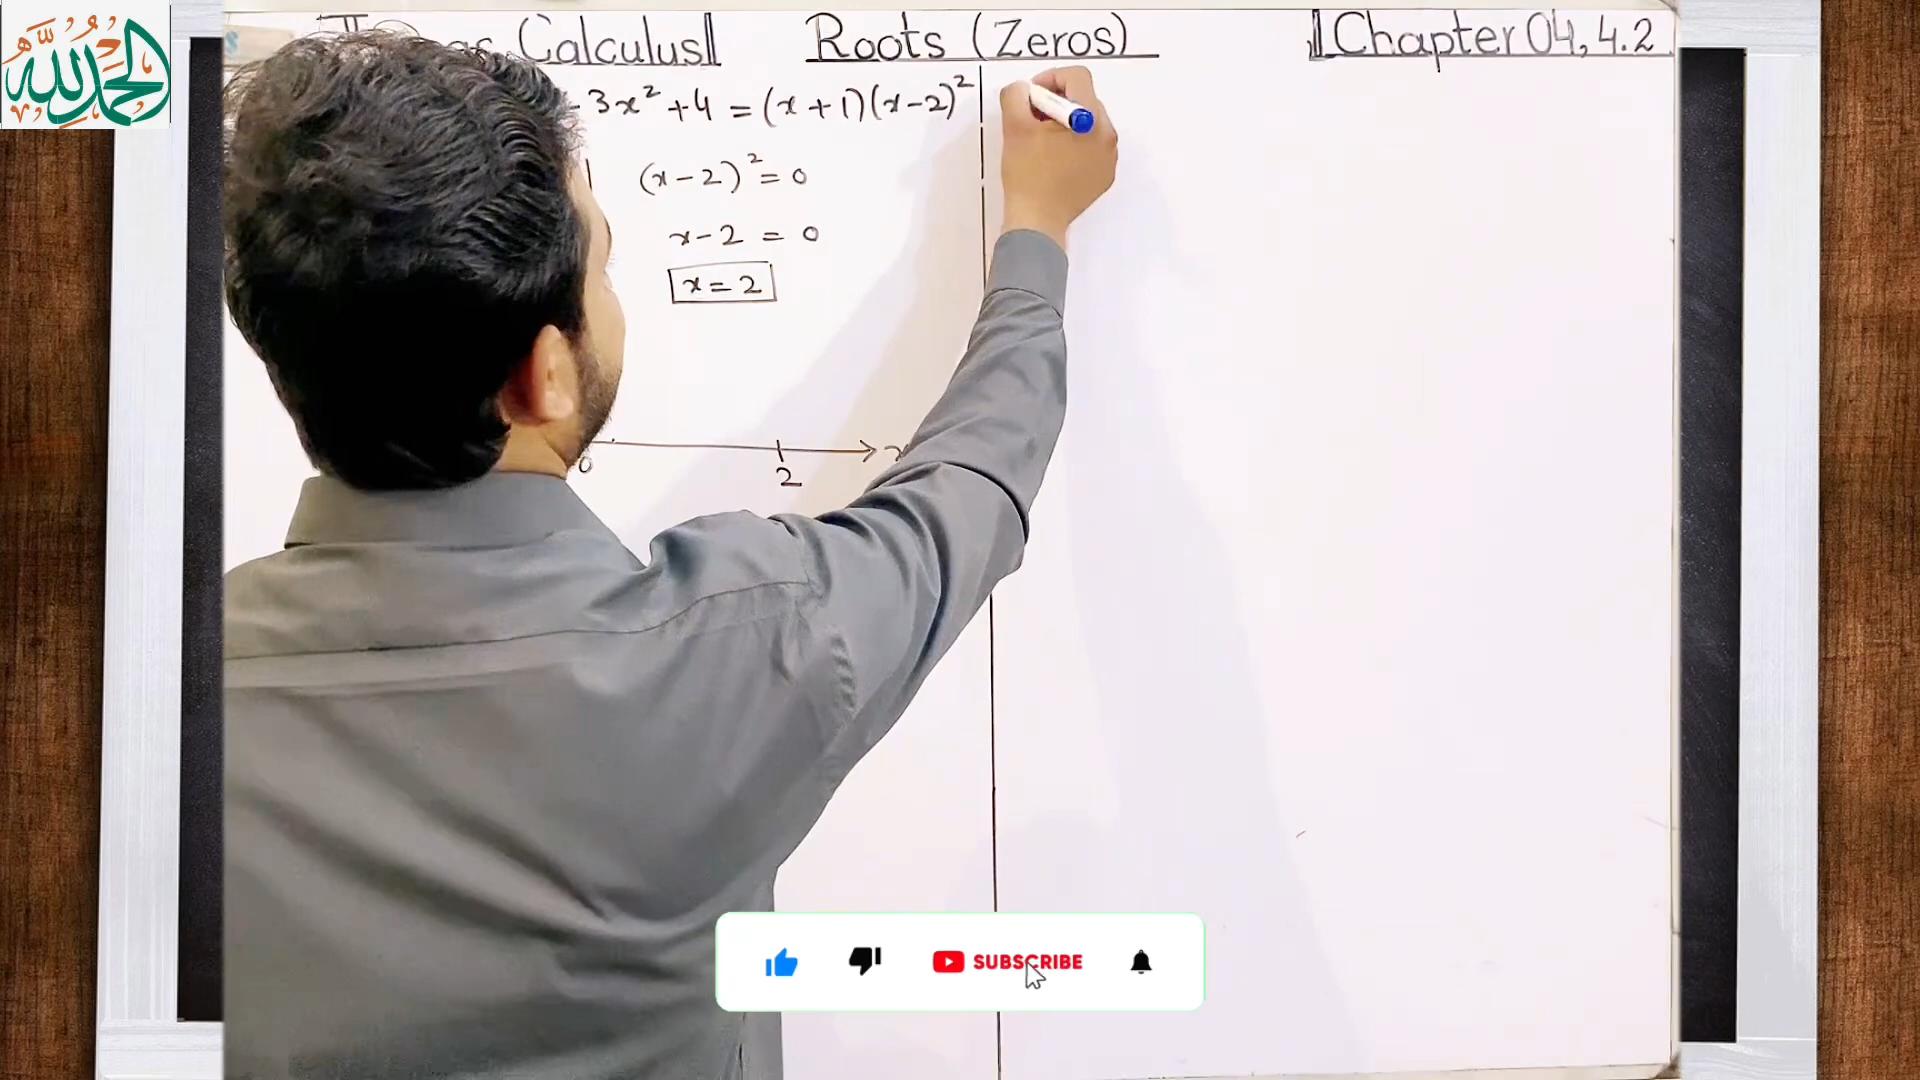 الحمد لله
Calculus Roots (Zeros) Chapter 04, 4.2
- 3x² + 4 = (x + 1)(x - 2)²
(x - 2)² = 0
x - 2 = 0
x = 2
0 2
SUBSCRIBE